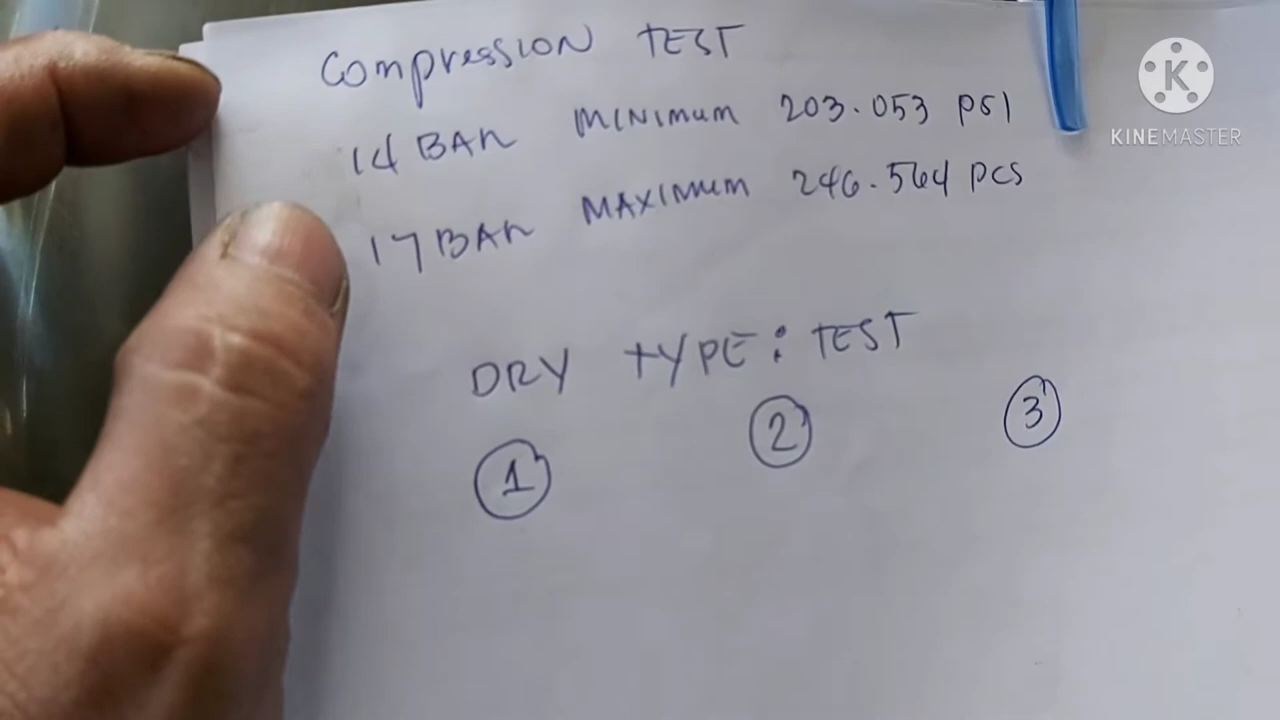 COMPRESSION TEST
14 BAR MINIMUM 203.053 PSI
17 BAR MAXIMUM 246.564 PCS
DRY TYPE: TEST
1 2 3
K
KINEMASTER